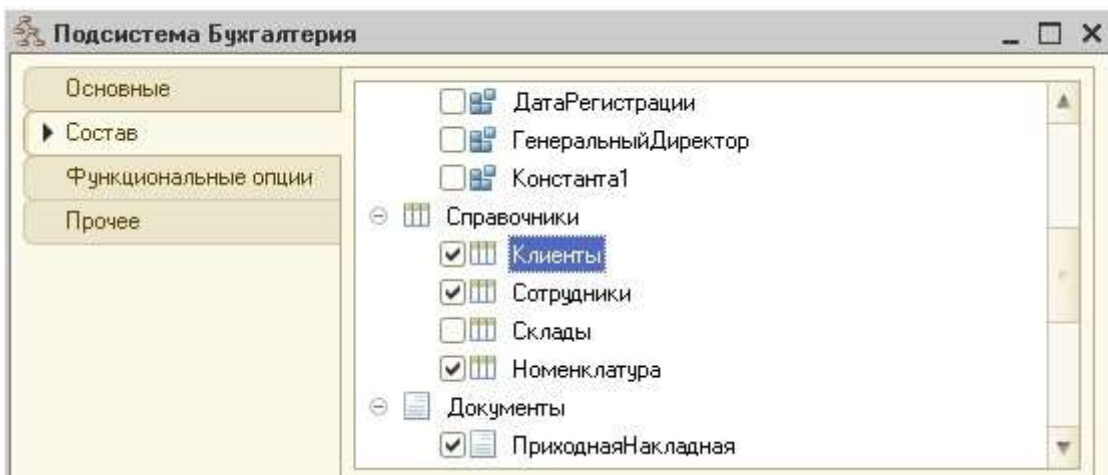 Подсистема Бухгалтерия
Основные
Состав
Функциональные опции
Прочее
ДатаРегистрации
ГенеральныйДиректор
Константа1
Справочники
Клиенты
Сотрудники
Склады
Номенклатура
Документы
ПриходнаяНакладная